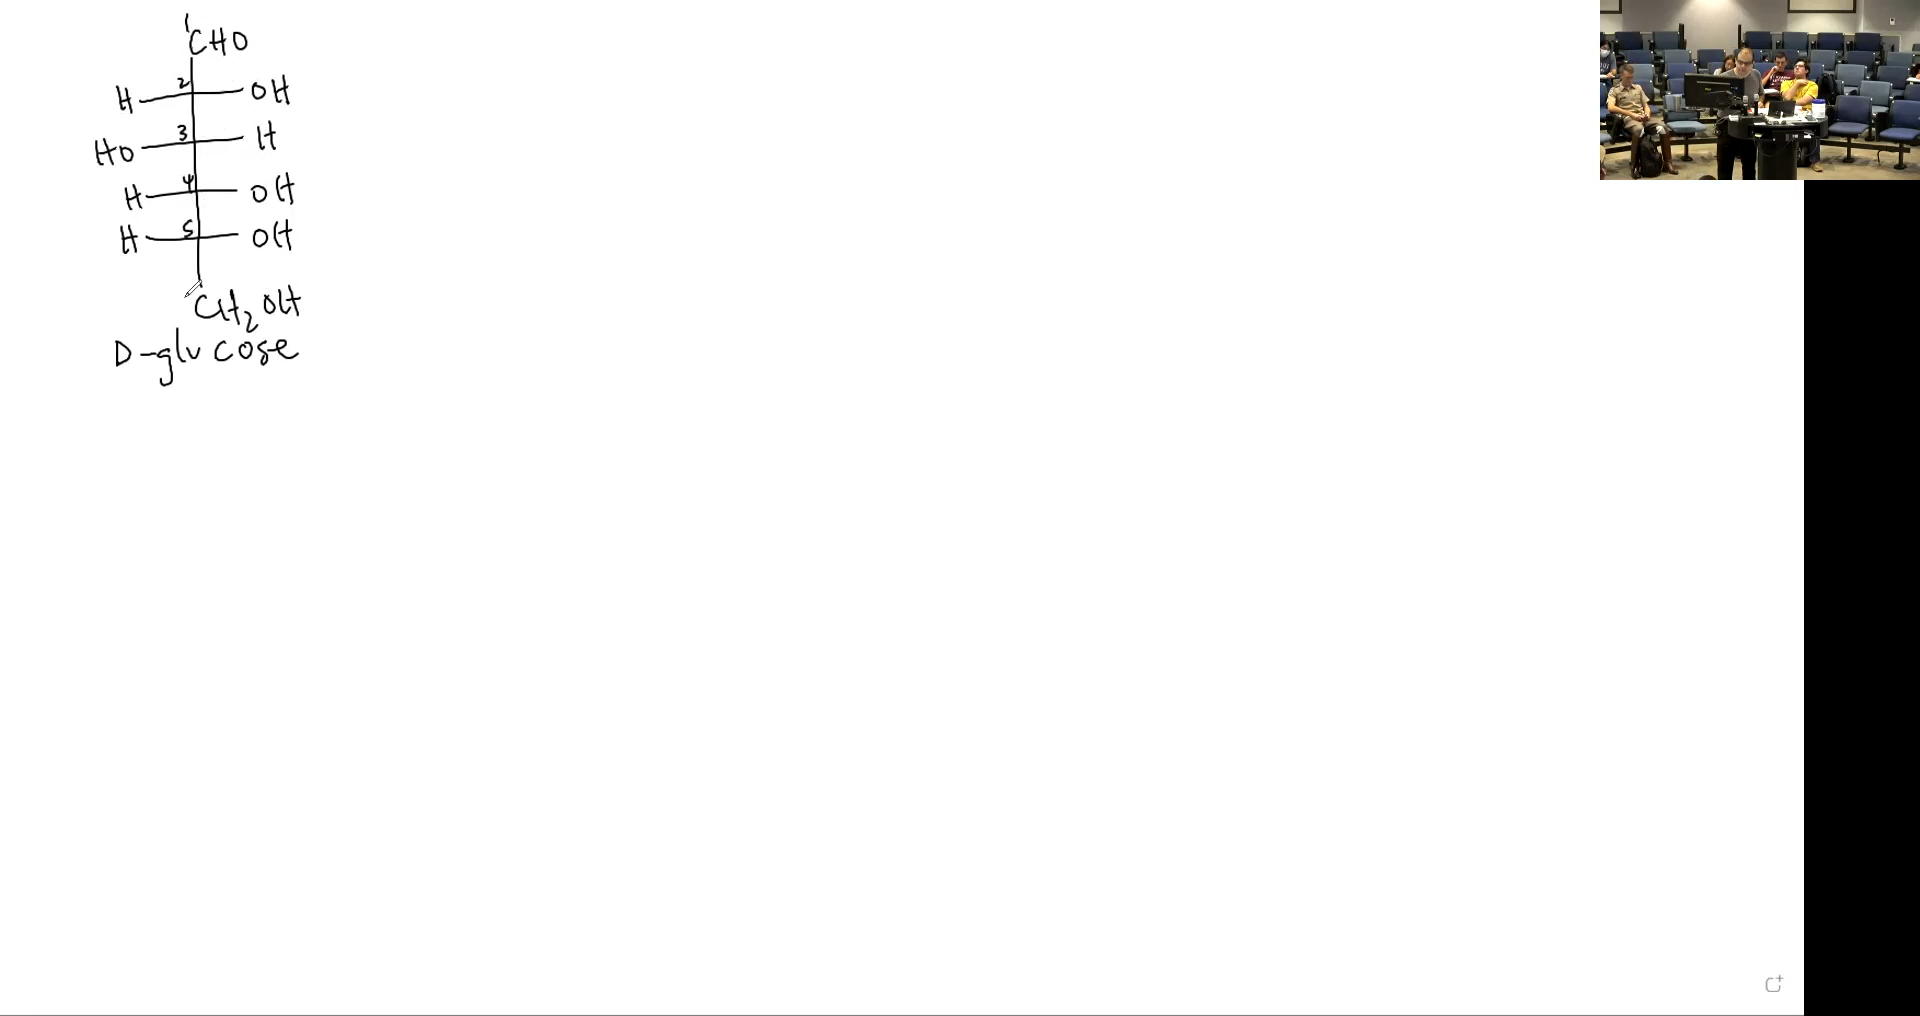 1
CHO
H 2 OH
HO 3 H
H 4 OH
H 5 OH
CH2OH
D-glucose